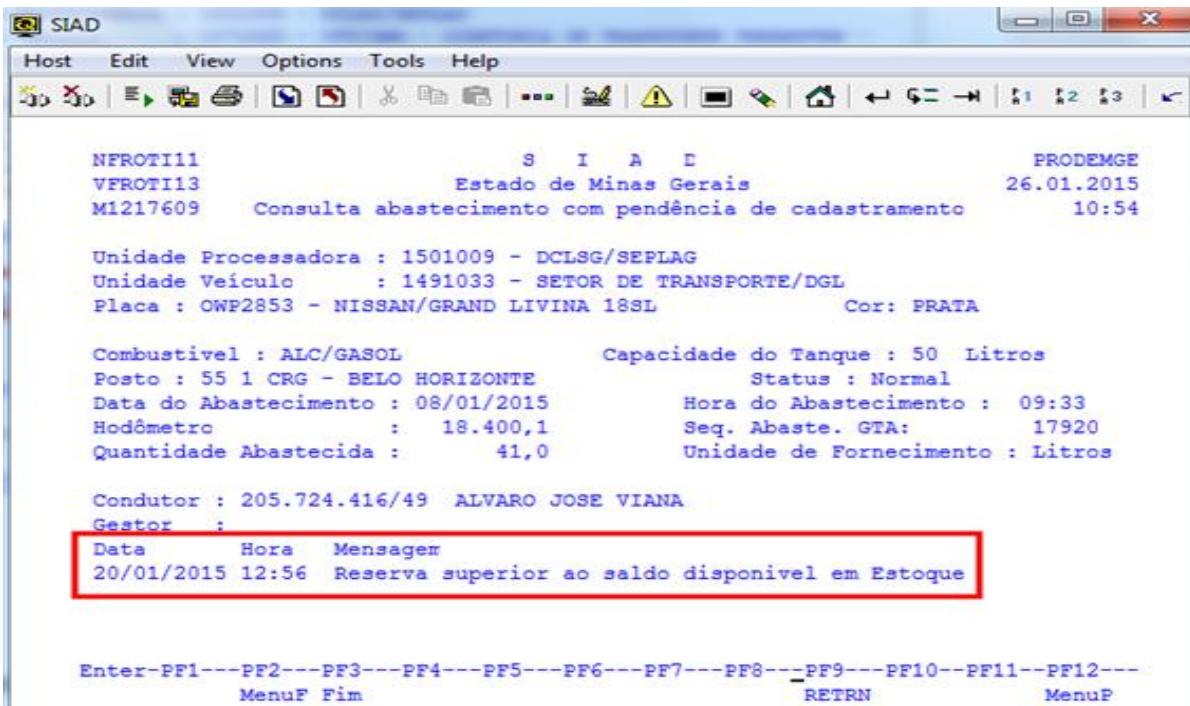 SIAD
Host Edit View Options Tools Help
NFROTI11 S I A D PRODEMGE
VFROTI13 Estado de Minas Gerais 26.01.2015
M1217609 Consulta abastecimento com pendência de cadastramento 10:54
Unidade Processadora : 1501009 - DCLSG/SEPLAG
Unidade Veículo : 1491033 - SETOR DE TRANSPORTE/DGL
Placa : OWP2853 - NISSAN/GRAND LIVINA 18SL Cor: PRATA
Combustivel : ALC/GASOL Capacidade do Tanque : 50 Litros
Posto : 55 1 CRG - BELO HORIZONTE Status : Normal
Data do Abastecimento : 08/01/2015 Hora do Abastecimento : 09:33
Hodômetro : 18.400,1 Seq. Abaste. GTA: 17920
Quantidade Abastecida : 41,0 Unidade de Fornecimento : Litros
Condutor : 205.724.416/49 ALVARO JOSE VIANA
Gestor :
Data Hora Mensagem
20/01/2015 12:56 Reserva superior ao saldo disponivel em Estoque
Enter-PF1---PF2---PF3---PF4---PF5---PF6---PF7---PF8---PF9---PF10--PF11--PF12---
MenuF Fim RETRN MenuP